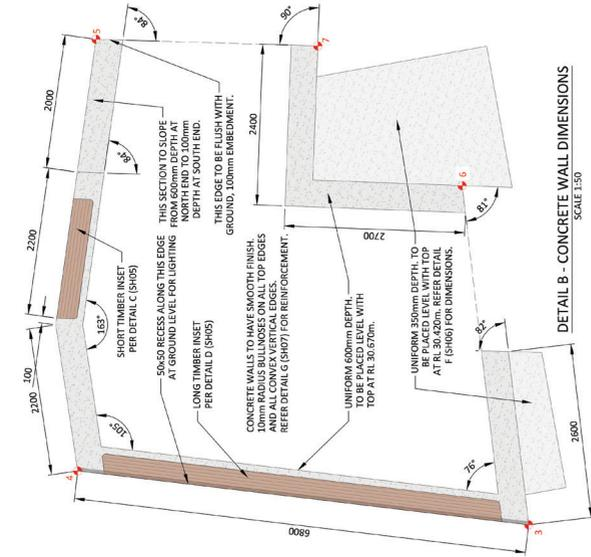 2000
84°
5
90°
7
2400
2200
84°
THIS SECTION TO SLOPE
FROM 600mm DEPTH AT
NORTH END TO 100mm
DEPTH AT SOUTH END.
THIS EDGE TO BE FLUSH WITH
GROUND, 100mm EMBEDMENT.
SHORT TIMBER INSET
PER DETAIL C (SH05)
163°
100
2200
50x50 RECESS ALONG THIS EDGE
AT GROUND LEVEL FOR LIGHTING
LONG TIMBER INSET
PER DETAIL D (SH05)
CONCRETE WALLS TO HAVE SMOOTH FINISH.
10mm RADIUS BULLNOSES ON ALL TOP EDGES
AND ALL CONVEX VERTICAL EDGES.
REFER DETAIL G (SH07) FOR REINFORCEMENT.
2700
6
81°
105°
4
UNIFORM 600mm DEPTH.
TO BE PLACED LEVEL WITH
TOP AT RL 30.670m.
UNIFORM 350mm DEPTH. TO
BE PLACED LEVEL WITH TOP
AT RL 30.420m. REFER DETAIL
F (SH06) FOR DIMENSIONS.
82°
76°
6800
2600
3
DETAIL B - CONCRETE WALL DIMENSIONS
SCALE 1:50